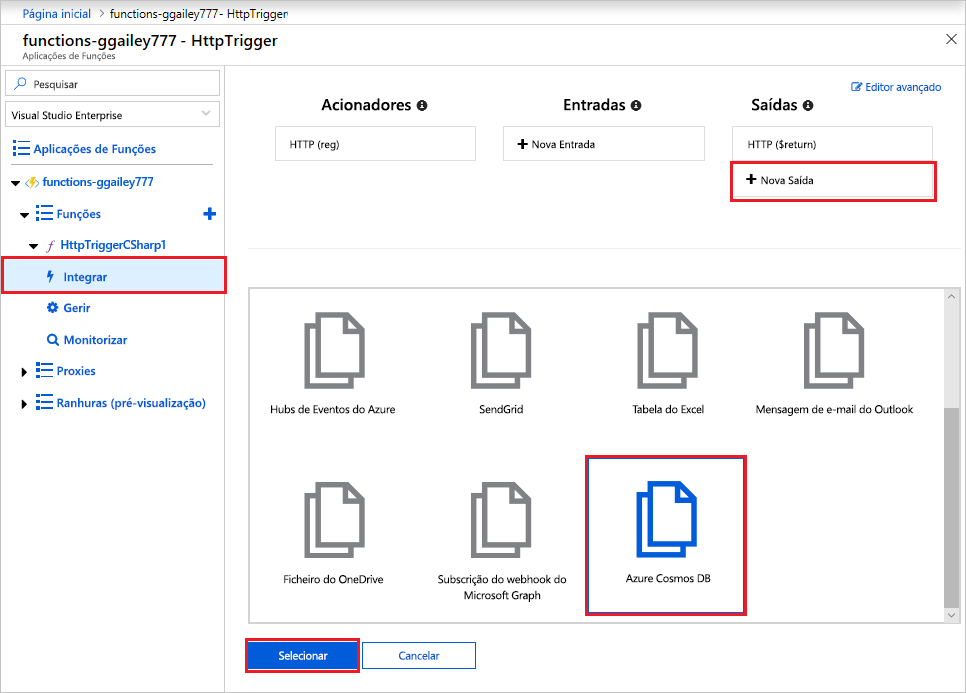 Página inicial > functions-ggailey777 - HttpTrigger
functions-ggailey777 - HttpTrigger
Aplicações de Funções
Pesquisar
Visual Studio Enterprise
Aplicações de Funções
functions-ggailey777
Funções
HttpTriggerCSharp1
Integrar
Gerir
Monitorizar
Proxies
Ranhuras (pré-visualização)
Editor avançado
Acionadores
Entradas
Saídas
HTTP (reg)
Nova Entrada
HTTP ($return)
Nova Saída
Hubs de Eventos do Azure
SendGrid
Tabela do Excel
Mensagem de e-mail do Outlook
Ficheiro do OneDrive
Subscrição do webhook do
Microsoft Graph
Azure Cosmos DB
Selecionar
Cancelar